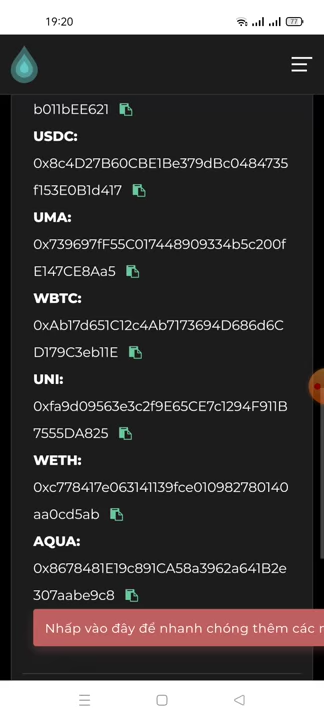 19:20
77
b011bEE621
USDC:
0x8c4D27B60CBE1Be379dBc0484735
f153E0B1d417
UMA:
0x739697fF55C017448909334b5c200f
E147CE8Aa5
WBTC:
0xAb17d651C12c4Ab7173694D686d6C
D179C3eb11E
UNI:
0xfa9d09563e3c2f9E65CE7c1294F911B
7555DA825
WETH:
0xc778417e063141139fce010982780140
aa0cd5ab
AQUA:
0x8678481E19c891CA58a3962a641B2e
307aabe9c8
Nhấp vào đây để nhanh chóng thêm các